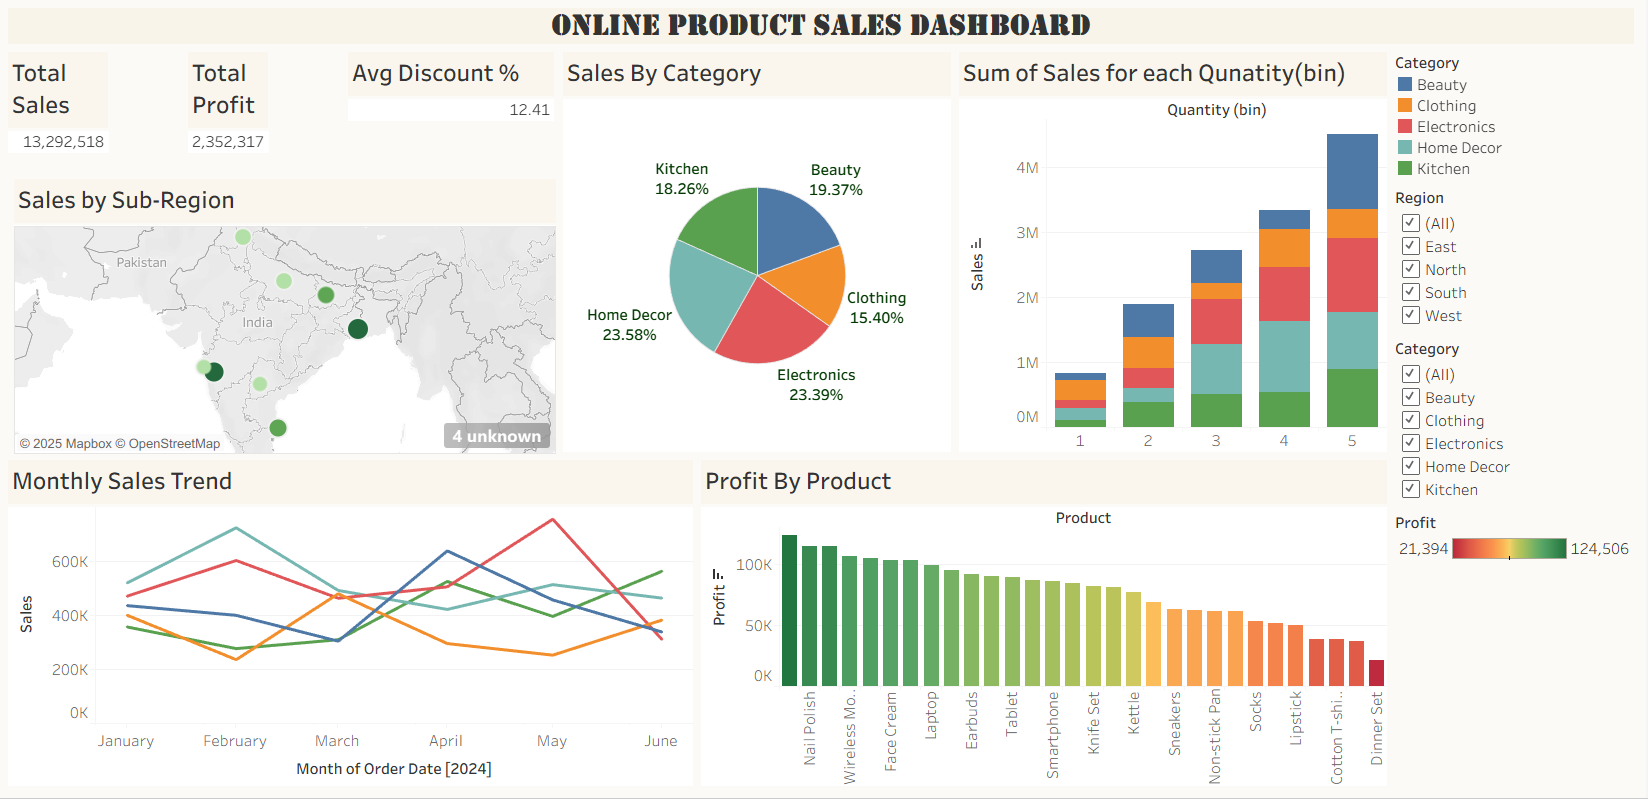 ONLINE PRODUCT SALES DASHBOARD
Total
Sales
13,292,518
Total
Profit
2,352,317
Avg Discount %
12.41
Sales by Sub-Region
Pakistan
India
© 2025 Mapbox © OpenStreetMap
4 unknown
Sales By Category
Kitchen
18.26%
Beauty
19.37%
Clothing
15.40%
Home Decor
23.58%
Electronics
23.39%
Sum of Sales for each Qunatity(bin)
Quantity (bin)
Sales
4M
3M
2M
1M
0M
1 2 3 4 5
Category
Beauty
Clothing
Electronics
Home Decor
Kitchen
Region
(All)
East
North
South
West
Category
(All)
Beauty
Clothing
Electronics
Home Decor
Kitchen
Profit
21,394 124,506
Monthly Sales Trend
Sales
600K
400K
200K
0K
January February March April May June
Month of Order Date [2024]
Profit By Product
Product
Profit
100K
50K
0K
Nail Polish
Wireless Mo..
Face Cream
Laptop
Earbuds
Tablet
Smartphone
Knife Set
Kettle
Sneakers
Non-stick Pan
Socks
Lipstick
Cotton T-shi..
Dinner Set